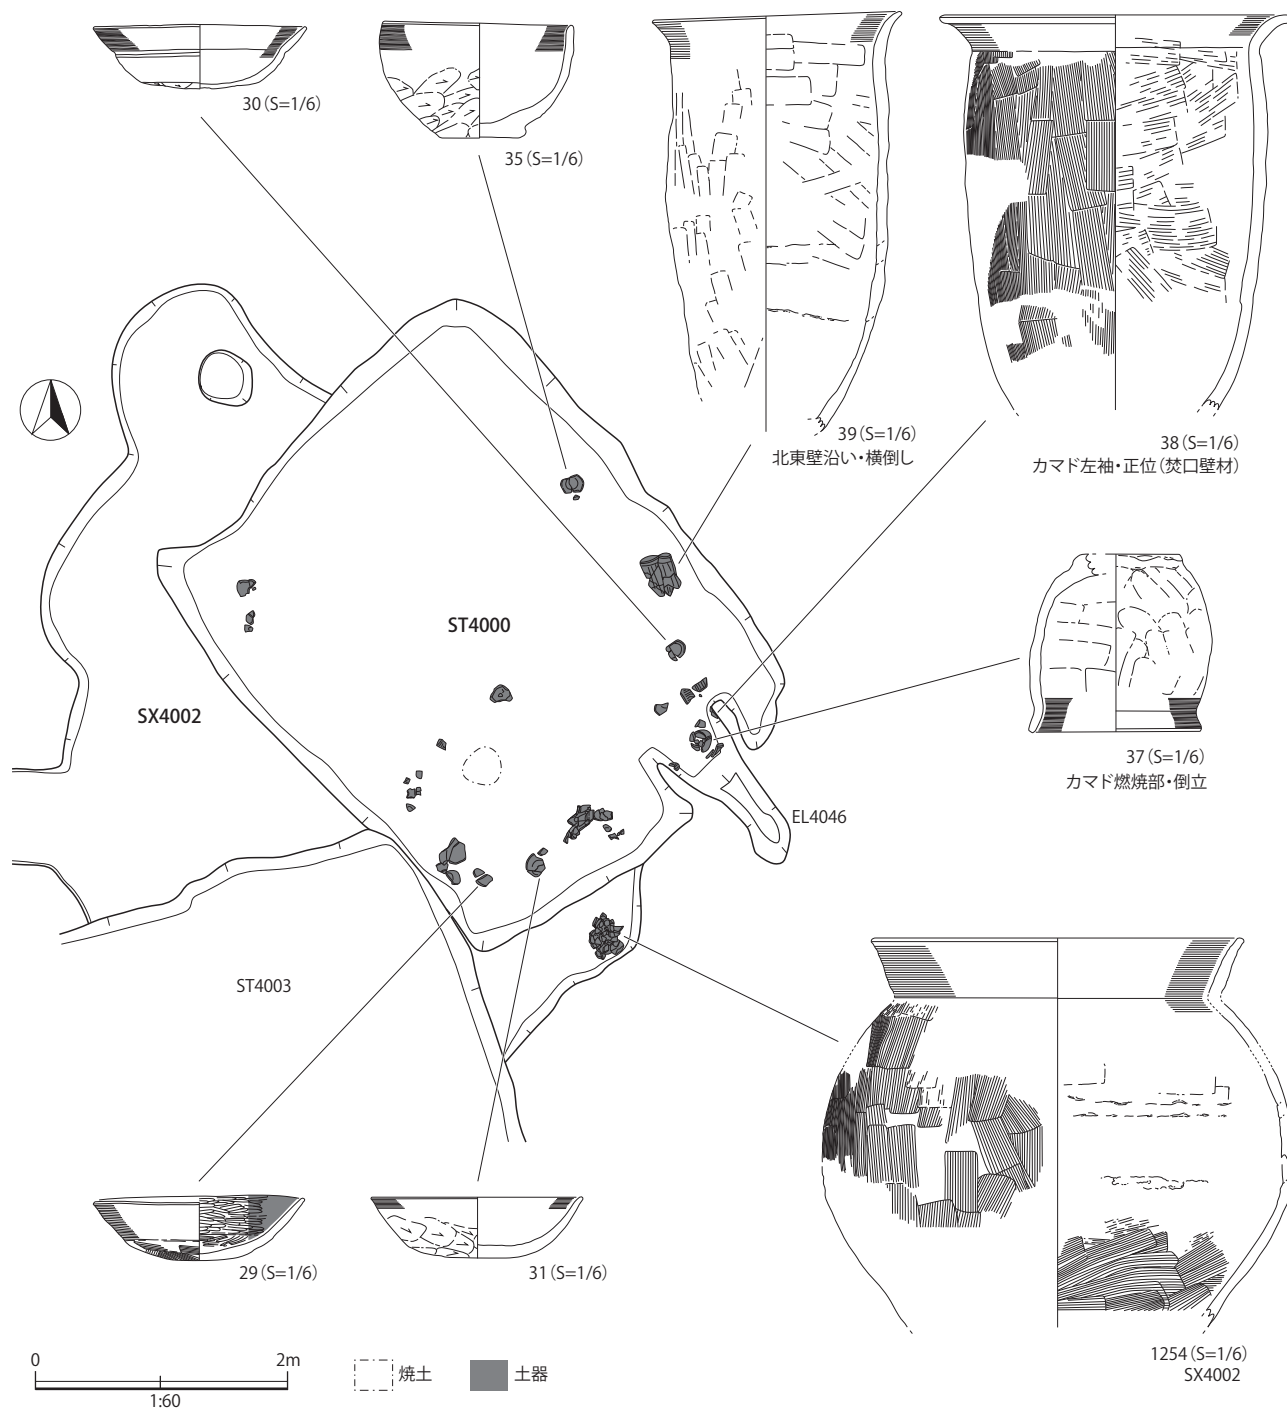 30(S=1/6)
35(S=1/6)
39(S=1/6)
北東壁沿い・横倒し
38(S=1/6)
カマド左袖・正位(焚口壁材)
ST4000
SX4002
37(S=1/6)
カマド燃焼部・倒立
EL4046
ST4003
29(S=1/6)
31(S=1/6)
1254(S=1/6)
SX4002
0 2m
1:60
焼土
土器